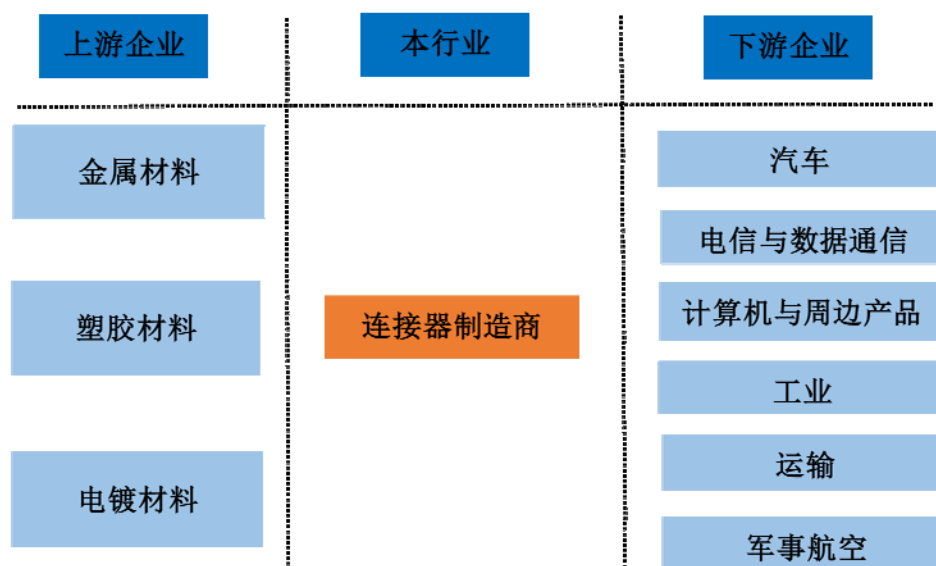 上游企业
本行业
下游企业
金属材料
塑胶材料
电镀材料
连接器制造商
汽车
电信与数据通信
计算机与周边产品
工业
运输
军事航空